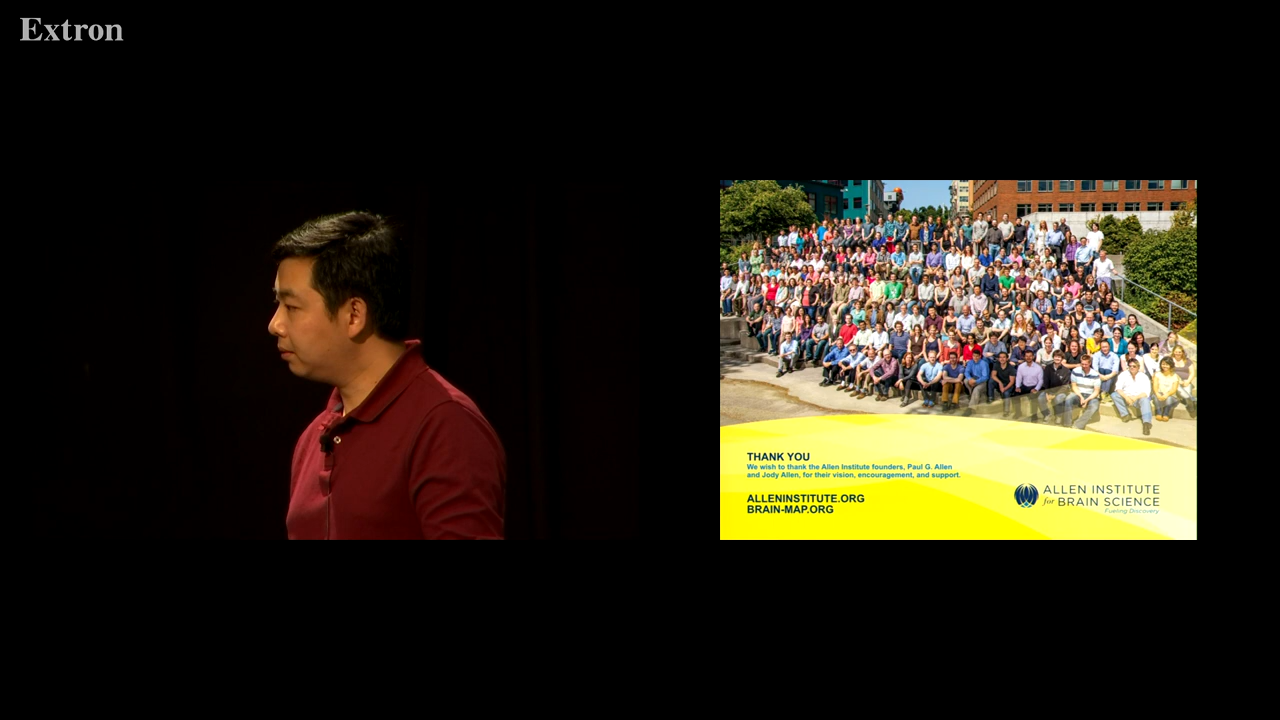 Extron
THANK YOU
We wish to thank the Allen Institute founders, Paul G. Allen
and Jody Allen, for their vision, encouragement, and support.
ALLENINSTITUTE.ORG
BRAIN-MAP.ORG
ALLEN INSTITUTE
for BRAIN SCIENCE
Fueling Discovery